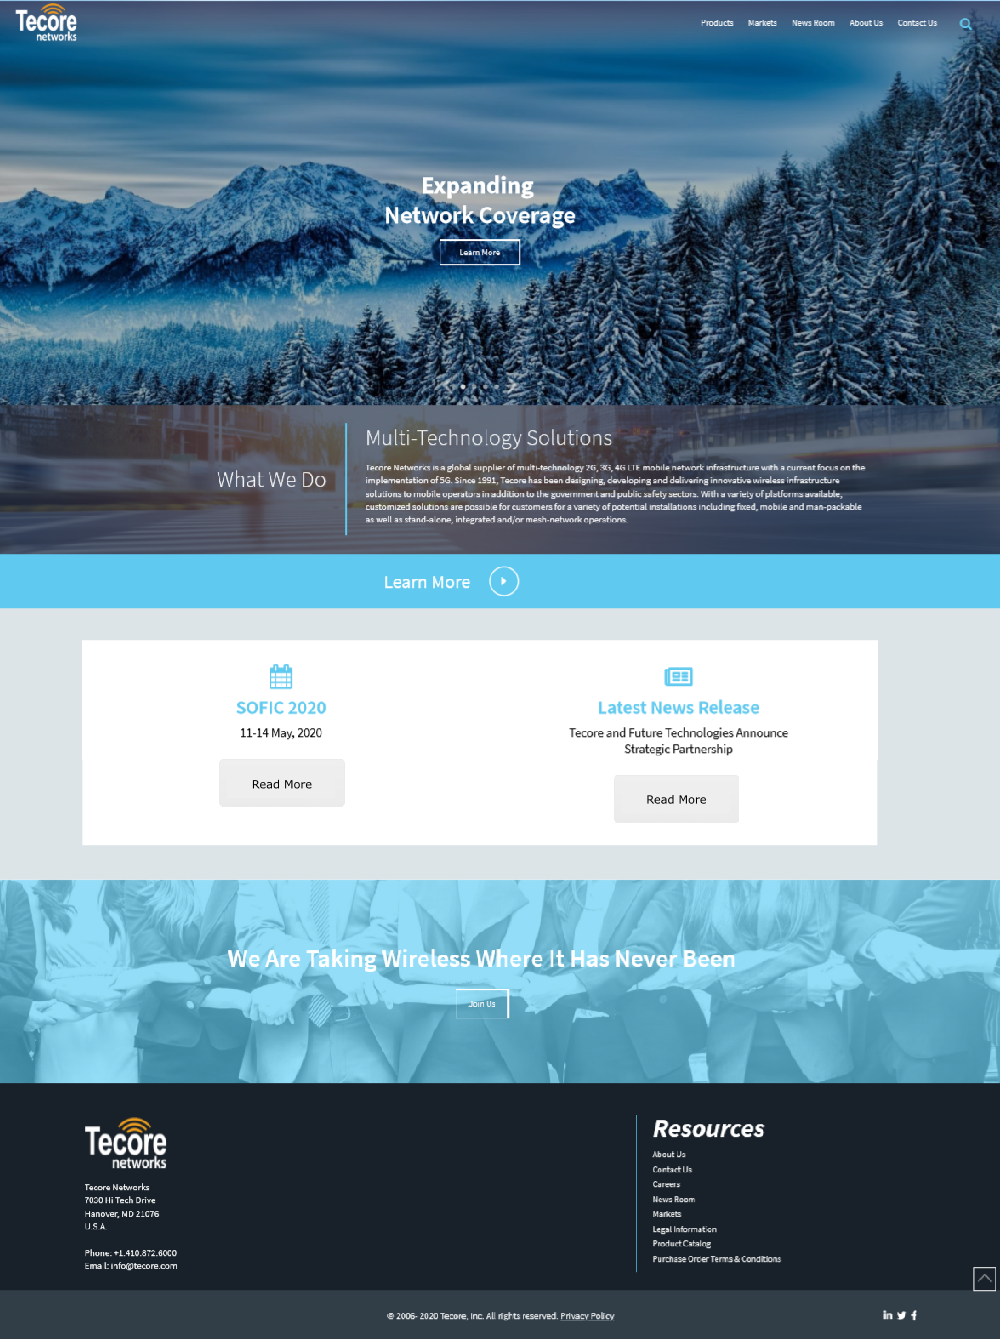 Tecore
networks
Products Markets News Room About Us Contact Us
Expanding
Network Coverage
Learn More
What We Do
Multi-Technology Solutions
Tecore Networks is a global supplier of multi-technology 2G, 3G, 4G LTE mobile network infrastructure with a current focus on the
implementation of 5G. Since 1991, Tecore has been designing, developing and delivering innovative wireless infrastructure
solutions to mobile operators in addition to the government and public safety sectors. With a variety of platforms available,
customized solutions are possible for customers for a variety of potential installations including fixed, mobile and man-packable
as well as stand-alone, integrated and/or mesh-network operations.
Learn More
SOFIC 2020
11-14 May, 2020
Read More
Latest News Release
Tecore and Future Technologies Announce
Strategic Partnership
Read More
We Are Taking Wireless Where It Has Never Been
Join Us
Tecore
networks
Tecore Networks
7030 Hi Tech Drive
Hanover, MD 21076
U.S.A.
Phone: +1.410.872.6000
Email: info@tecore.com
Resources
About Us
Contact Us
Careers
News Room
Markets
Legal Information
Product Catalog
Purchase Order Terms & Conditions
© 2006- 2020 Tecore, Inc. All rights reserved. Privacy Policy